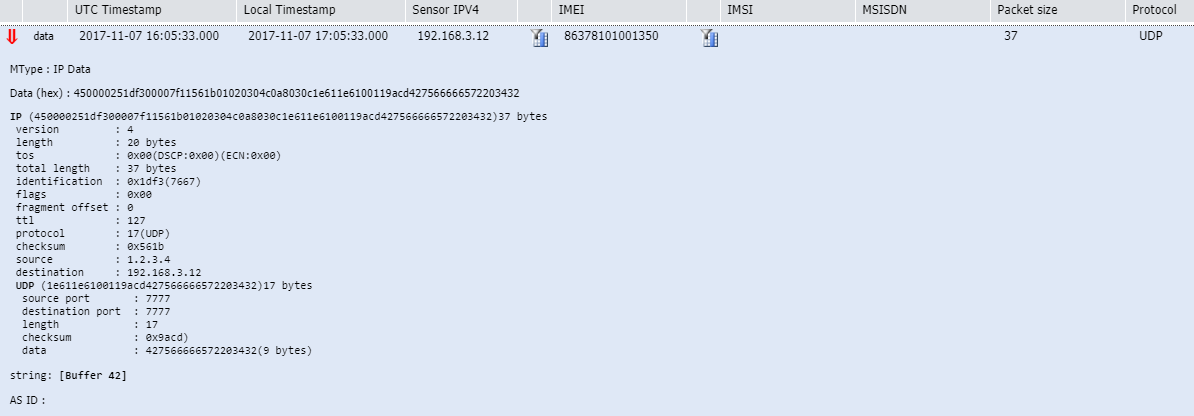 UTC Timestamp Local Timestamp Sensor IPV4 IMEI IMSI MSISDN Packet size Protocol
data 2017-11-07 16:05:33.000 2017-11-07 17:05:33.000 192.168.3.12 86378101001350 37 UDP
MType : IP Data
Data (hex) : 450000251df300007f11561b01020304c0a8030c1e611e6100119acd427566666572203432
IP (450000251df300007f11561b01020304c0a8030c1e611e6100119acd427566666572203432)37 bytes
version : 4
length : 20 bytes
tos : 0x00(DSCP:0x00)(ECN:0x00)
total length : 37 bytes
identification : 0x1df3(7667)
flags : 0x00
fragment offset : 0
ttl : 127
protocol : 17(UDP)
checksum : 0x561b
source : 1.2.3.4
destination : 192.168.3.12
UDP (1e611e6100119acd427566666572203432)17 bytes
source port : 7777
destination port : 7777
length : 17
checksum : 0x9acd)
data : 427566666572203432(9 bytes)
string: [Buffer 42]
AS ID :